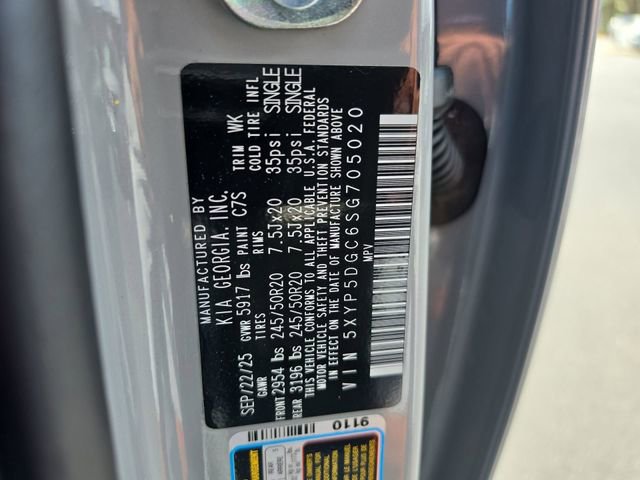 MANUFACTURED BY
KIA GEORGIA, INC.
SEP/22/25 GVWR 5917 lbs PAINT C7S TRIM WK
GAWR TIRES RIMS COLD TIRE INFL
FRONT 2954 lbs 245/50R20 7.5Jx20 35psi SINGLE
REAR 3196 lbs 245/50R20 7.5Jx20 35psi SINGLE
THIS VEHICLE CONFORMS TO ALL APPLICABLE U.S.A. FEDERAL
MOTOR VEHICLE SAFETY AND THEFT PREVENTION STANDARDS
IN EFFECT ON THE DATE OF MANUFACTURE SHOWN ABOVE
VIN 5XYP5DGC6SG705020
MPV
9110